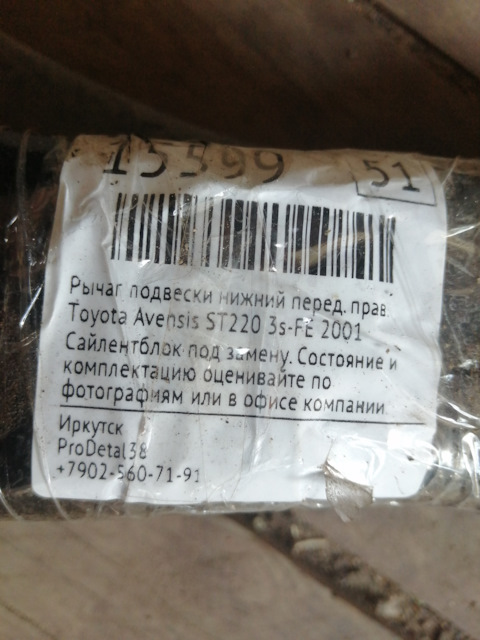 15599
51
Рычаг подвески нижний перед. прав.
Toyota Avensis ST220 3s-FE 2001
Сайлентблок под замену. Состояние и
комплектацию оценивайте по
фотографиям или в офисе компании.
Иркутск
ProDetal38
+7902-560-71-91